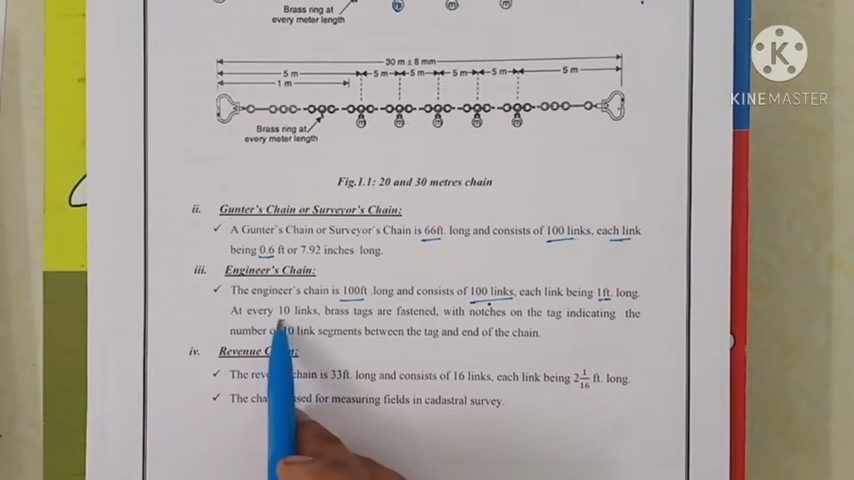 Brass ring at
every meter length
m
m
m
30 m ± 8 mm
5 m
5 m
5 m
5 m
5 m
5 m
1 m
m
m
m
m
m
Brass ring at
every meter length
Fig.1.1: 20 and 30 metres chain
ii. Gunter's Chain or Surveyor's Chain:
✓ A Gunter's Chain or Surveyor's Chain is 66ft. long and consists of 100 links, each link
being 0.6 ft or 7.92 inches long.
iii. Engineer's Chain:
✓ The engineer's chain is 100ft .long and consists of 100 links, each link being 1ft. long.
At every 10 links, brass tags are fastened, with notches on the tag indicating the
number 10 link segments between the tag and end of the chain.
iv. Revenue
✓ The chain is 33ft. long and consists of 16 links, each link being 2 1/16 ft. long.
✓ The used for measuring fields in cadastral survey.
K
KINEMASTER